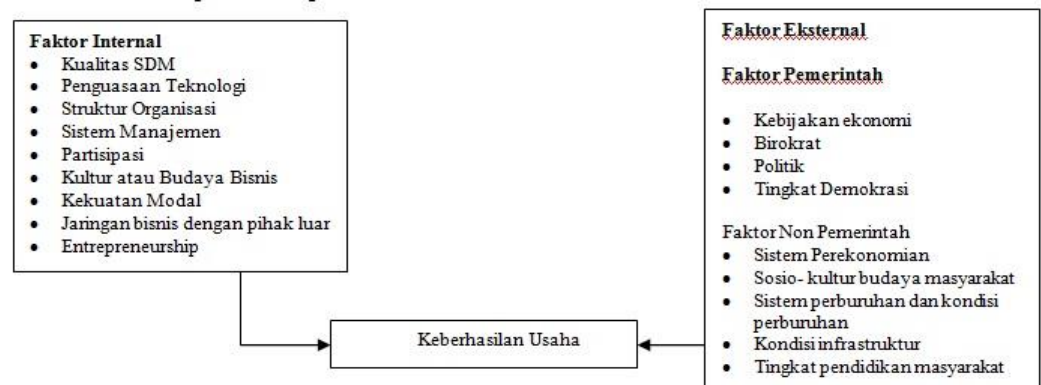 Faktor Internal
• Kualitas SDM
• Penguasaan Teknologi
• Struktur Organisasi
• Sistem Manajemen
• Partisipasi
• Kultur atau Budaya Bisnis
• Kekuatan Modal
• Jaringan bisnis dengan pihak luar
• Entrepreneurship
Faktor Eksternal
Faktor Pemerintah
• Kebijakan ekonomi
• Birokrat
• Politik
• Tingkat Demokrasi
Faktor Non Pemerintah
• Sistem Perekonomian
• Sosio- kultur budaya masyarakat
• Sistem perburuhan dan kondisi
perburuhan
• Kondisi infrastruktur
• Tingkat pendidikan masyarakat
Keberhasilan Usaha